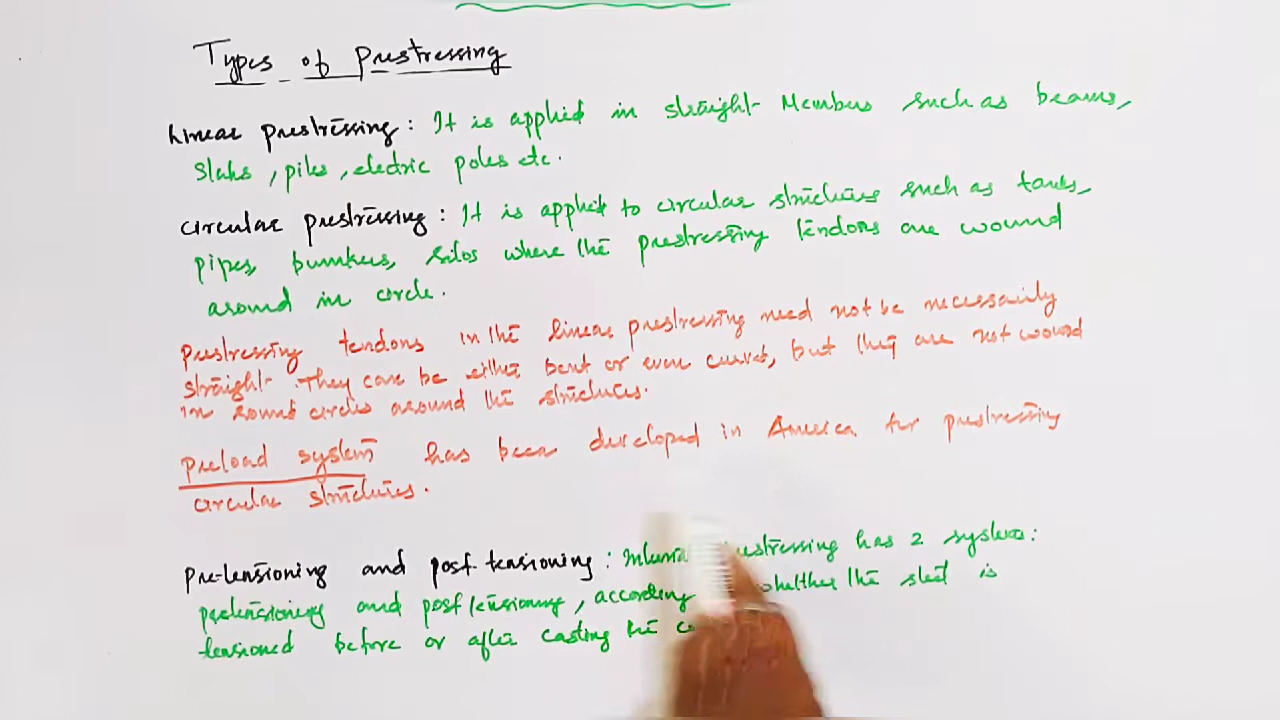 Types of Prestressing
Linear prestressing: It is applied in straight Members such as beams,
slabs, piles, electric poles etc.
circular prestressing: It is applied to circular structures such as tanks,
pipes, bunkers, silos where the prestressing tendons are wound
around in circle.
Prestressing tendons in the linear prestressing need not be necessarily
straight. They can be either bent or even curved, but they are not wound
in round circles around the structures.
Preload system has been developed in America for prestressing
circular structures.
Pre-tensioning and post-tensioning: prestressing has 2 systems:
pretensioning and post tensioning, according whether the steel is
tensioned before or after casting the